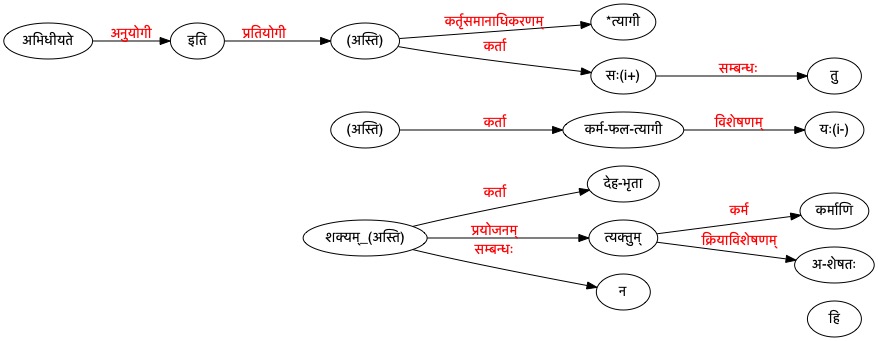 अभिधीयते अनुयोगी इति प्रतियोगी (अस्ति) कर्तृसमानाधिकरणम् *त्यागी
कर्ता सः(i+) सम्बन्धः तु
(अस्ति) कर्ता कर्म-फल-त्यागी विशेषणम् यः(i-)
शक्यम्_(अस्ति) कर्ता देह-भृता
प्रयोजनम् त्यक्तुम् कर्म कर्माणि
क्रियाविशेषणम् अ-शेषतः
सम्बन्धः न
हि